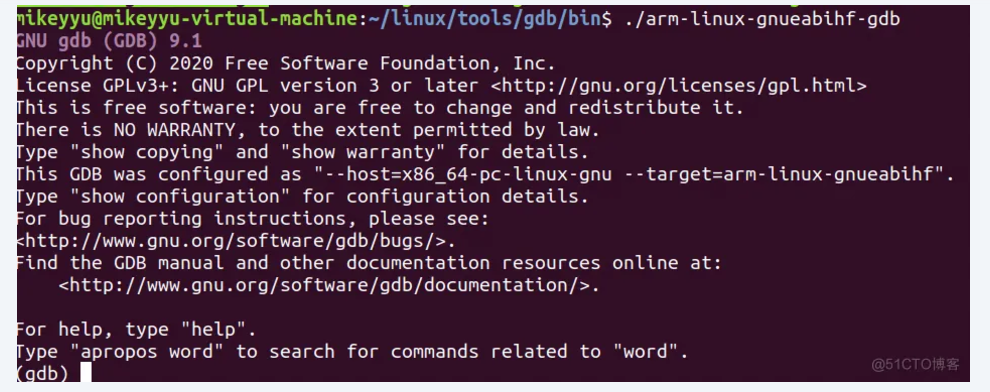 mikeyyu@mikeyyu-virtual-machine:~/linux/tools/gdb/bin$ ./arm-linux-gnueabihf-gdb
GNU gdb (GDB) 9.1
Copyright (C) 2020 Free Software Foundation, Inc.
License GPLv3+: GNU GPL version 3 or later <http://gnu.org/licenses/gpl.html>
This is free software: you are free to change and redistribute it.
There is NO WARRANTY, to the extent permitted by law.
Type "show copying" and "show warranty" for details.
This GDB was configured as "--host=x86_64-pc-linux-gnu --target=arm-linux-gnueabihf".
Type "show configuration" for configuration details.
For bug reporting instructions, please see:
<http://www.gnu.org/software/gdb/bugs/>.
Find the GDB manual and other documentation resources online at:
    <http://www.gnu.org/software/gdb/documentation/>.

For help, type "help".
Type "apropos word" to search for commands related to "word".
(gdb)
@51CTO博客